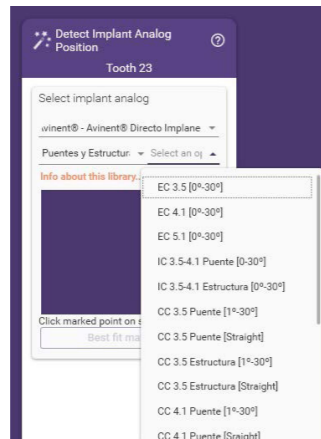 Detect Implant Analog
Position
Tooth 23
Select implant analog
vinent® - Avinent® Directo Implane
Puentes y Estructur. Select an o
Info about this library..
EC 3.5 [0º-30º]
EC 4.1 [0º-30º]
EC 5.1 [0º-30º]
IC 3.5-4.1 Puente [0-30º]
IC 3.5-4.1 Estructura [0º-30º]
CC 3.5 Puente [1º-30º]
CC 3.5 Puente [Straight]
CC 3.5 Estructura [1º-30º]
CC 3.5 Estructura [Straight]
CC 4.1 Puente [1º-30º]
CC 4.1 Puente [Straight]
Click marked point on s
Best fit ma